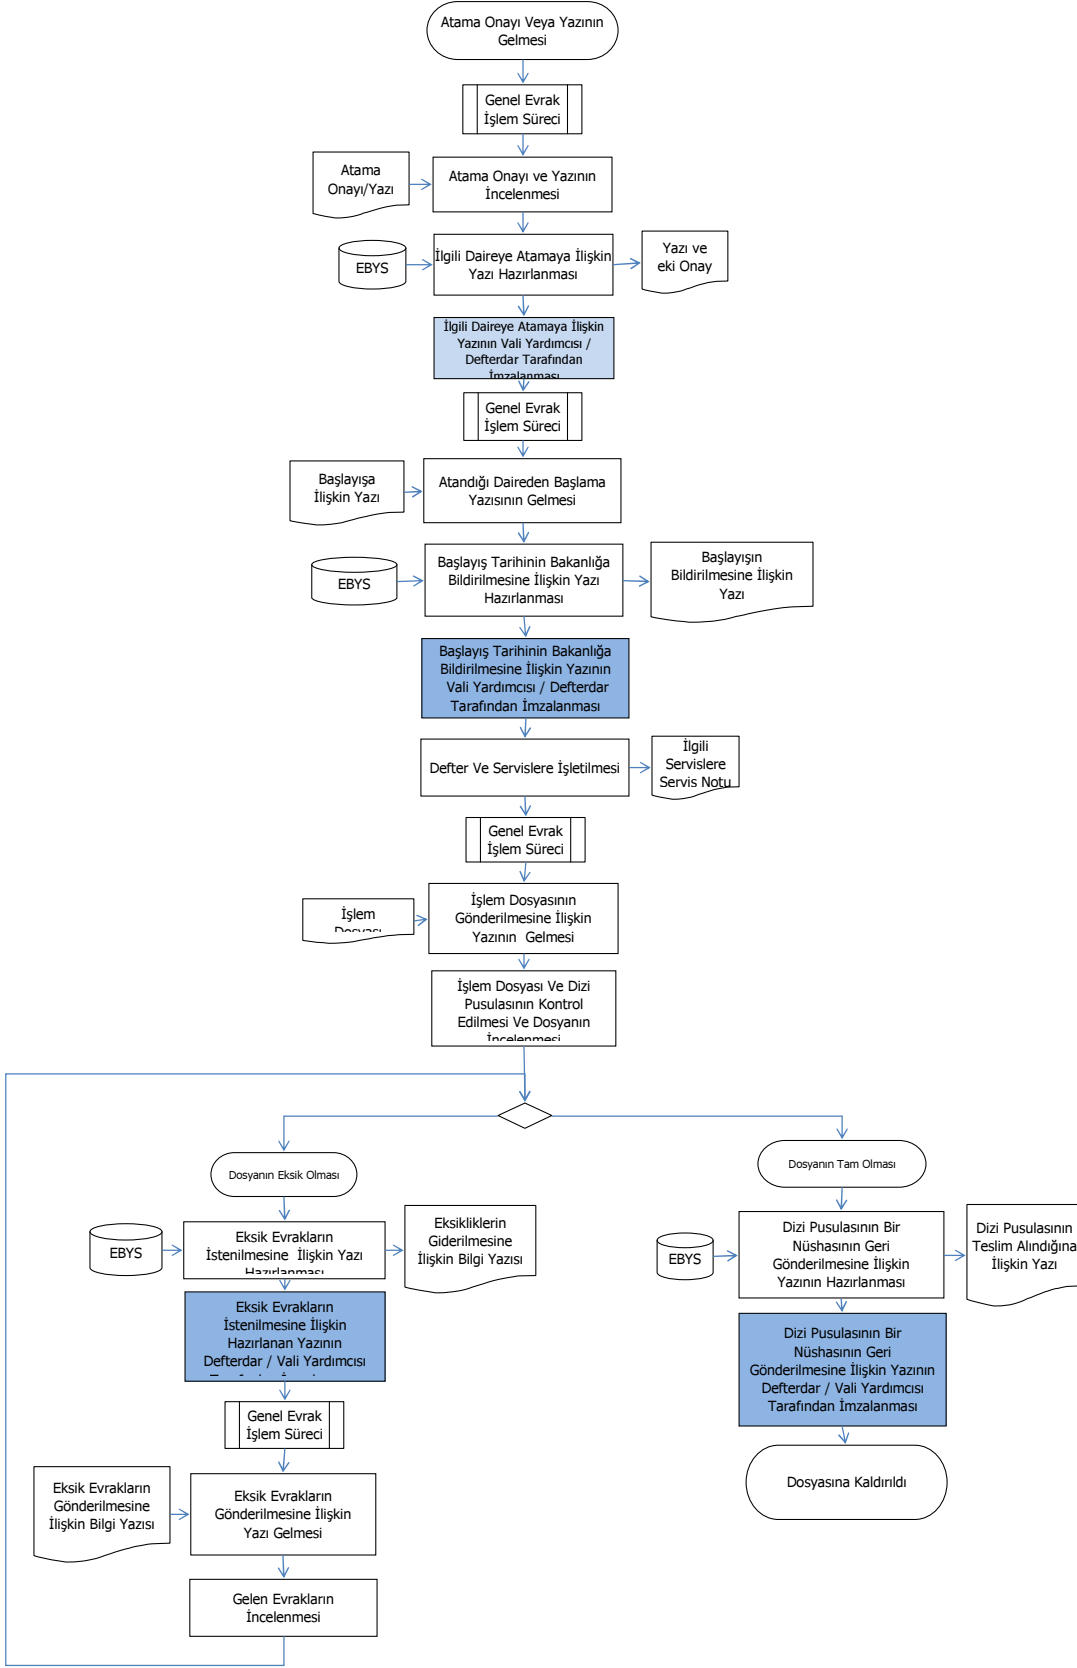 Atama Onayı Veya Yazının
Gelmesi
Genel Evrak
İşlem Süreci
Atama
Onayı/Yazı
Atama Onayı ve Yazının
İncelenmesi
EBYS
İlgili Daireye Atamaya İlişkin
Yazı Hazırlanması
Yazı ve
eki Onay
İlgili Daireye Atamaya İlişkin
Yazının Vali Yardımcısı /
Defterdar Tarafından
İmzalanması
Genel Evrak
İşlem Süreci
Başlayışa
İlişkin Yazı
Atandığı Daireden Başlama
Yazısının Gelmesi
EBYS
Başlayış Tarihinin Bakanlığa
Bildirilmesine İlişkin Yazı
Hazırlanması
Başlayışın
Bildirilmesine İlişkin
Yazı
Başlayış Tarihinin Bakanlığa
Bildirilmesine İlişkin Yazının
Vali Yardımcısı / Defterdar
Tarafından İmzalanması
Defter Ve Servislere İşletilmesi
İlgili
Servislere
Servis Notu
Genel Evrak
İşlem Süreci
İşlem
Dosyası
İşlem Dosyasının
Gönderilmesine İlişkin
Yazının Gelmesi
İşlem Dosyası Ve Dizi
Pusulasının Kontrol
Edilmesi Ve Dosyanın
İncelenmesi
Dosyanın Eksik Olması
Dosyanın Tam Olması
EBYS
Eksik Evrakların
İstenilmesine İlişkin Yazı
Hazırlanması
Eksikliklerin
Giderilmesine
İlişkin Bilgi Yazısı
EBYS
Dizi Pusulasının Bir
Nüshasının Geri
Gönderilmesine İlişkin
Yazının Hazırlanması
Dizi Pusulasının
Teslim Alındığına
İlişkin Yazı
Eksik Evrakların
İstenilmesine İlişkin
Hazırlanan Yazının
Defterdar / Vali Yardımcısı
Dizi Pusulasının Bir
Nüshasının Geri
Gönderilmesine İlişkin Yazının
Defterdar / Vali Yardımcısı
Tarafından İmzalanması
Genel Evrak
İşlem Süreci
Dosyasına Kaldırıldı
Eksik Evrakların
Gönderilmesine
İlişkin Bilgi Yazısı
Eksik Evrakların
Gönderilmesine İlişkin
Yazı Gelmesi
Gelen Evrakların
İncelenmesi